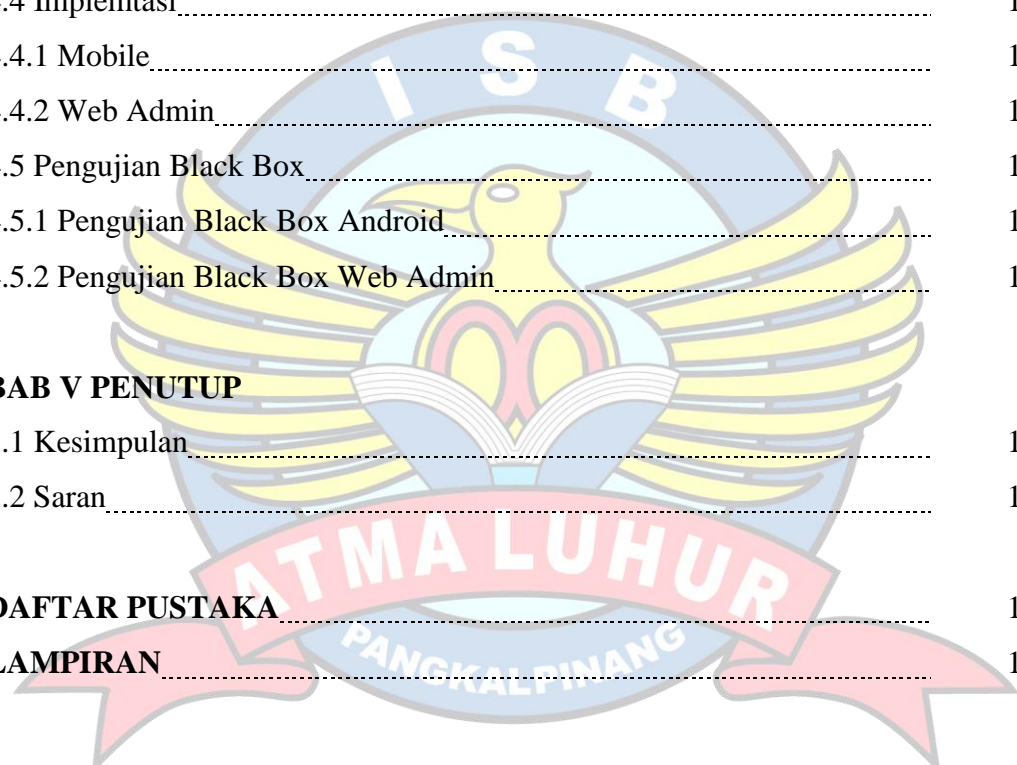 .4 Implemtasi 1
.4.1 Mobile 1
.4.2 Web Admin 1
.5 Pengujian Black Box 1
.5.1 Pengujian Black Box Android 1
.5.2 Pengujian Black Box Web Admin 1
BAB V PENUTUP
.1 Kesimpulan 1
.2 Saran 1
DAFTAR PUSTAKA 1
LAMPIRAN 1
I S B
ATMA LUHUR
PANGKALPINANG